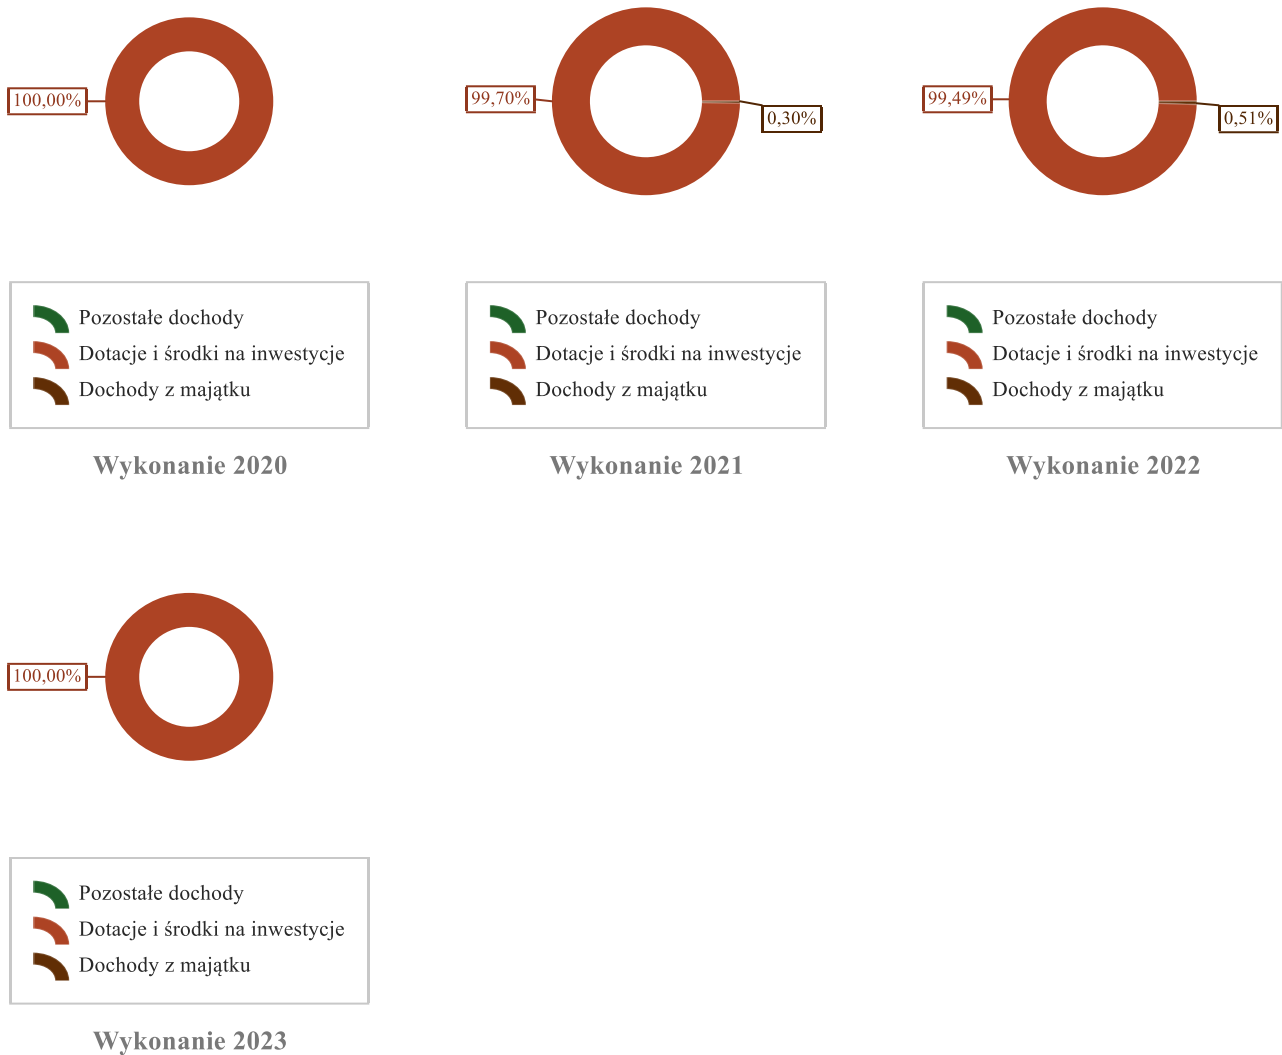 100,00%
Pozostałe dochody
Dotacje i środki na inwestycje
Dochody z majątku
Wykonanie 2020
99,70%
0,30%
Pozostałe dochody
Dotacje i środki na inwestycje
Dochody z majątku
Wykonanie 2021
99,49%
0,51%
Pozostałe dochody
Dotacje i środki na inwestycje
Dochody z majątku
Wykonanie 2022
100,00%
Pozostałe dochody
Dotacje i środki na inwestycje
Dochody z majątku
Wykonanie 2023